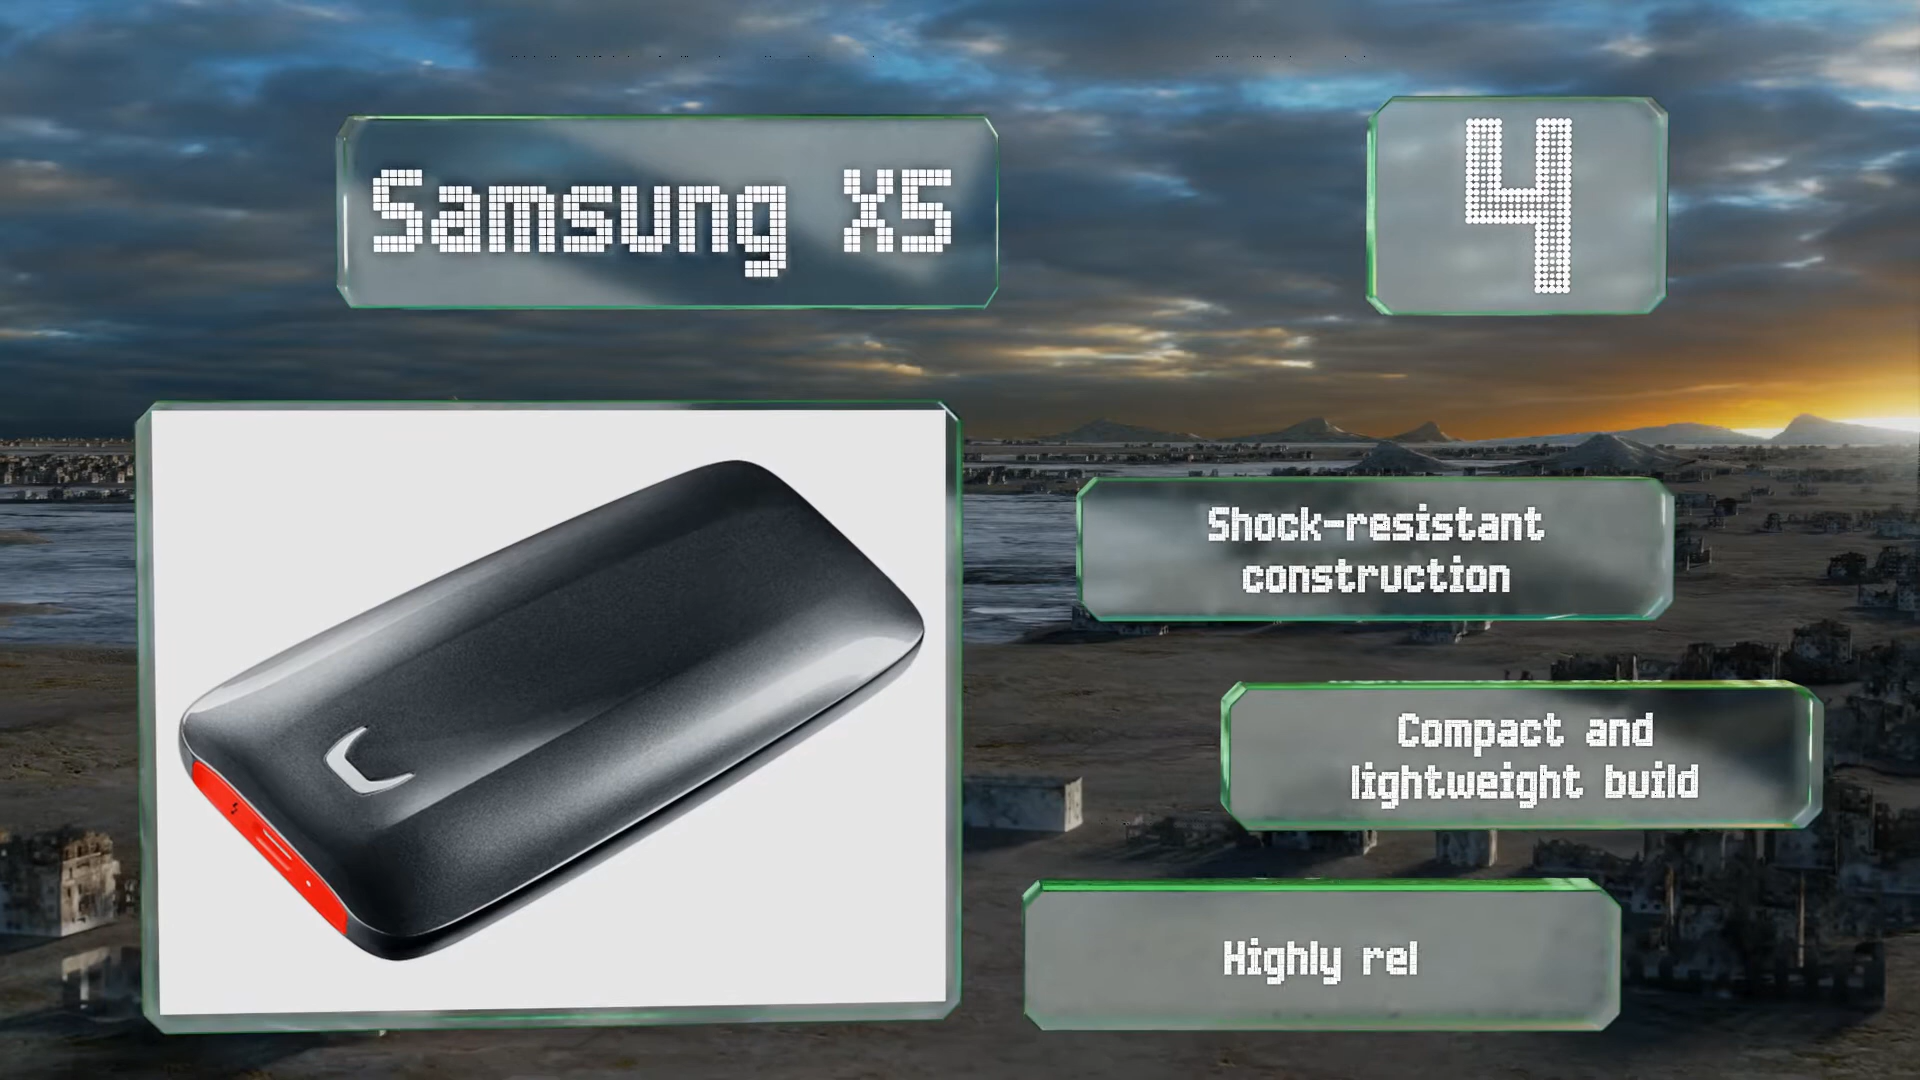 Samsung X5
4
Shock-resistant
construction
Compact and
lightweight build
Highly rel